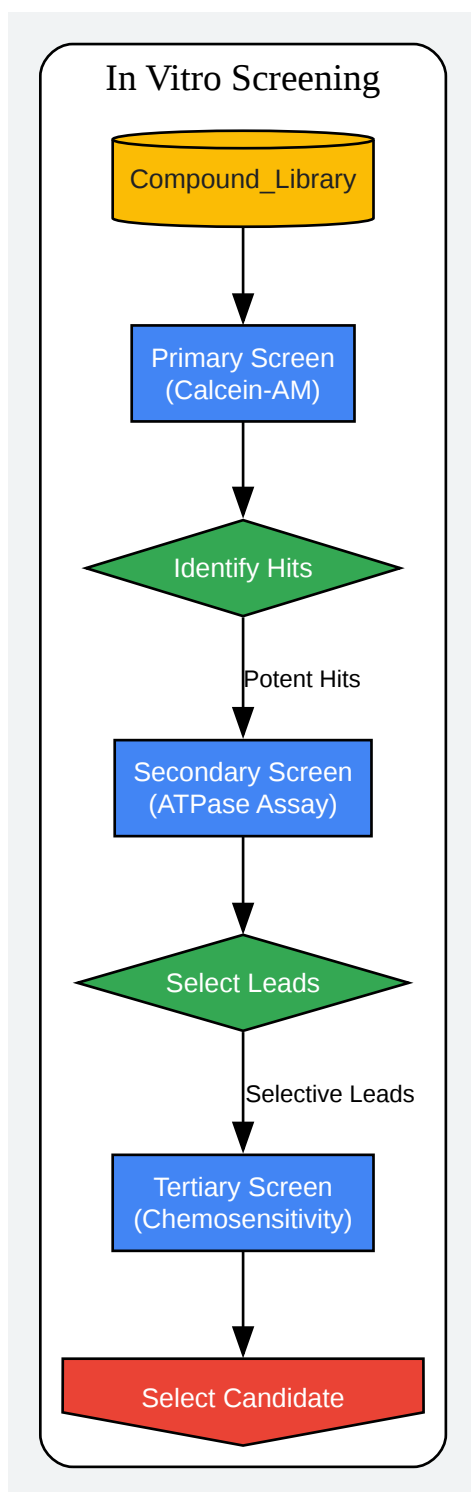 In Vitro Screening
Compound_Library
Primary Screen
(Calcein-AM)
Identify Hits
Potent Hits
Secondary Screen
(ATPase Assay)
Select Leads
Selective Leads
Tertiary Screen
(Chemosensitivity)
Select Candidate